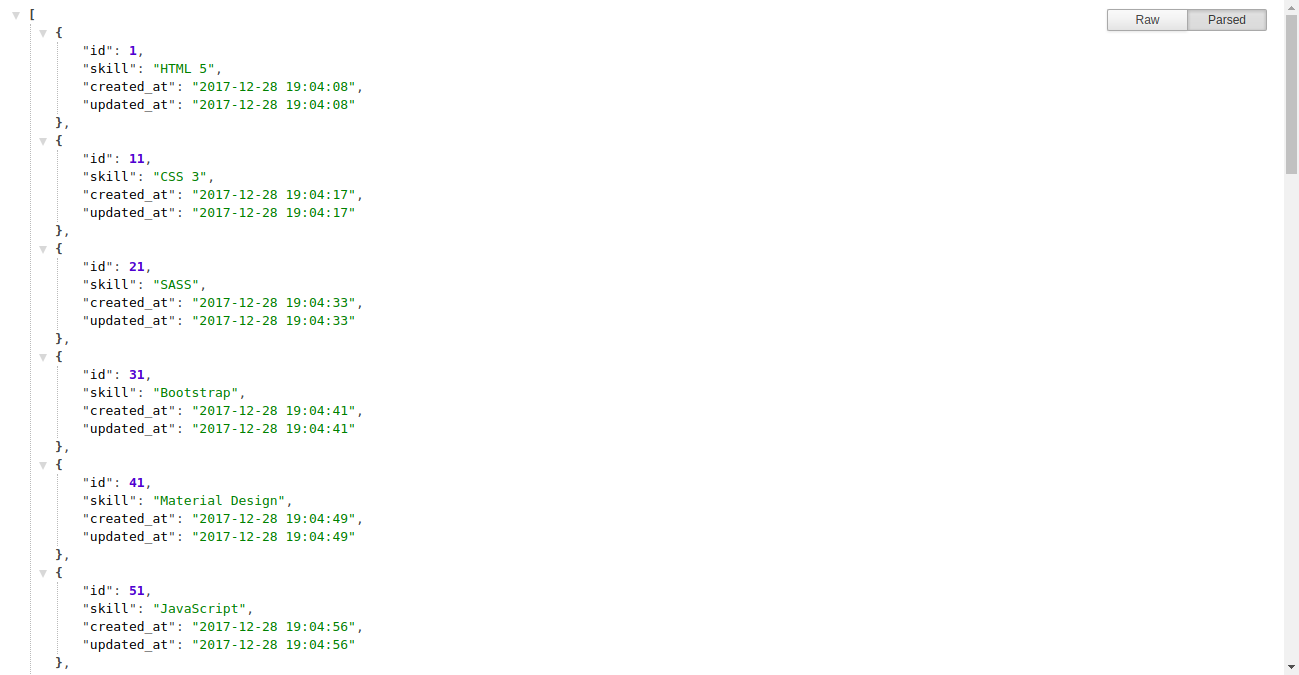 [
Raw Parsed
{
"id": 1,
"skill": "HTML 5",
"created_at": "2017-12-28 19:04:08",
"updated_at": "2017-12-28 19:04:08"
},
{
"id": 11,
"skill": "CSS 3",
"created_at": "2017-12-28 19:04:17",
"updated_at": "2017-12-28 19:04:17"
},
{
"id": 21,
"skill": "SASS",
"created_at": "2017-12-28 19:04:33",
"updated_at": "2017-12-28 19:04:33"
},
{
"id": 31,
"skill": "Bootstrap",
"created_at": "2017-12-28 19:04:41",
"updated_at": "2017-12-28 19:04:41"
},
{
"id": 41,
"skill": "Material Design",
"created_at": "2017-12-28 19:04:49",
"updated_at": "2017-12-28 19:04:49"
},
{
"id": 51,
"skill": "JavaScript",
"created_at": "2017-12-28 19:04:56",
"updated_at": "2017-12-28 19:04:56"
},